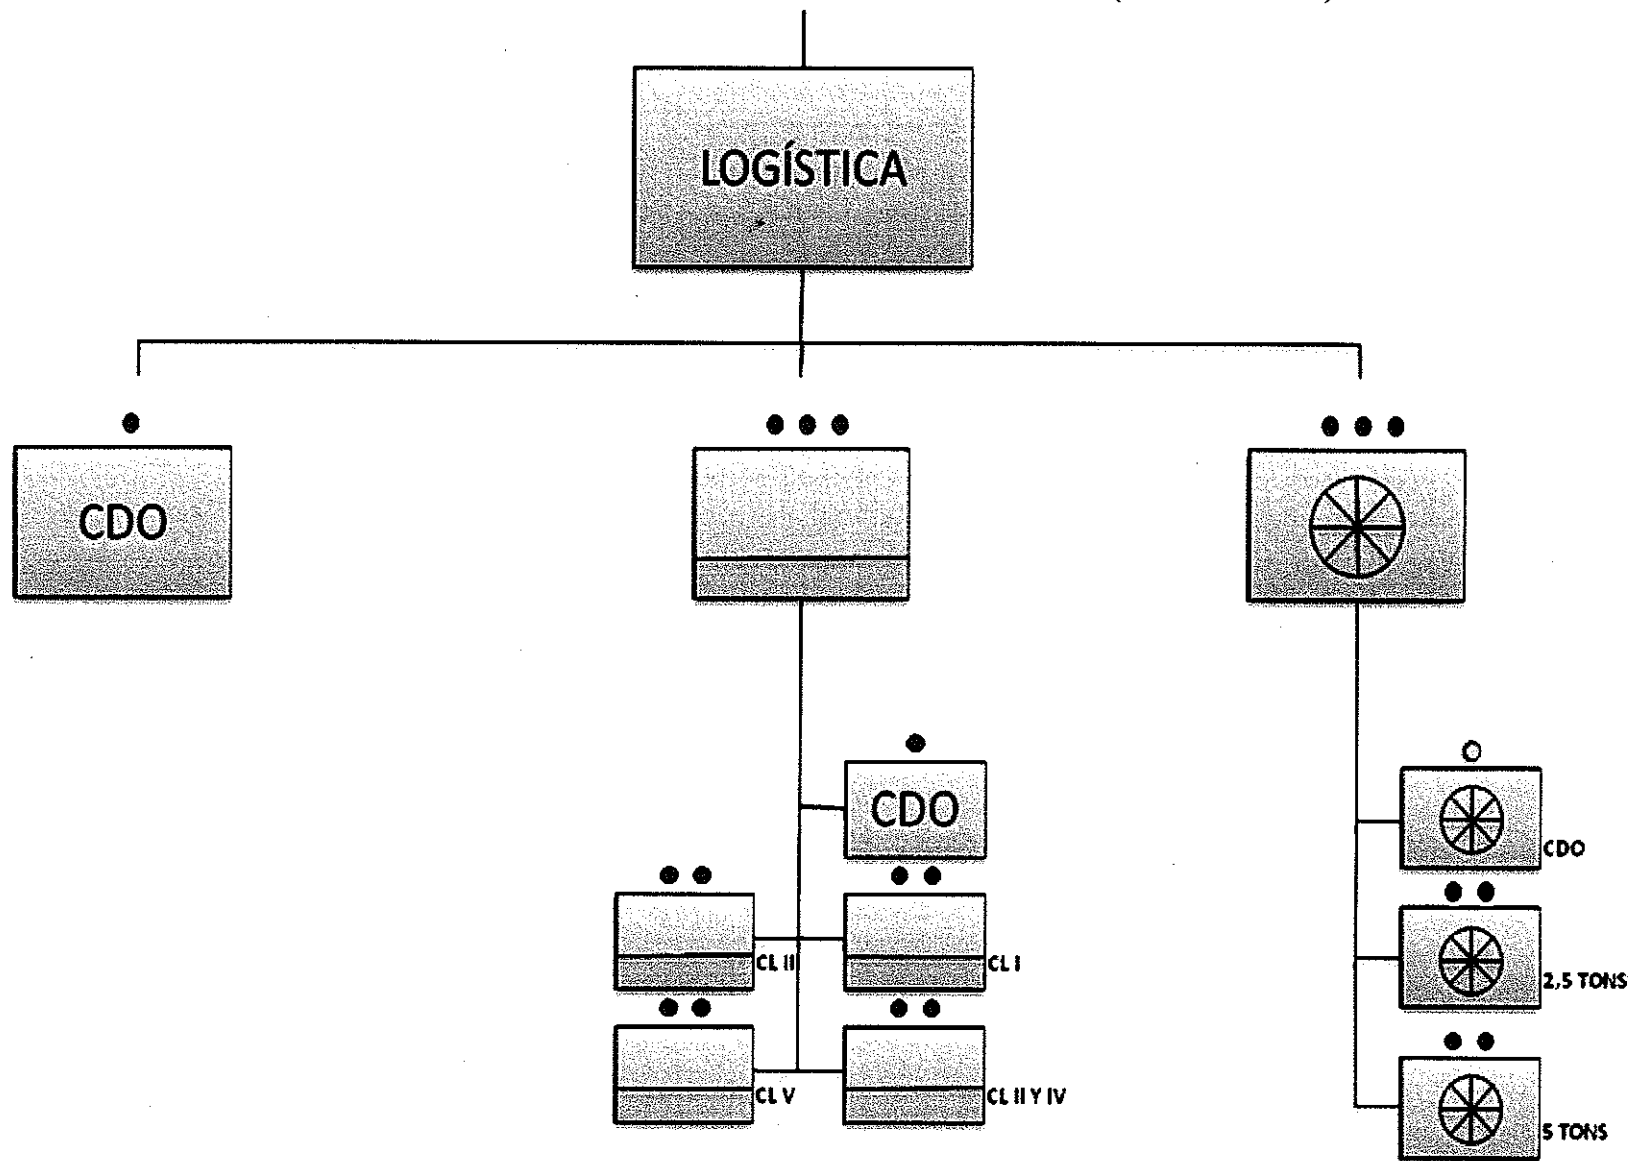 LOGÍSTICA
CDO
CDO
CDO
CL II
CL I
2,5 TONS
CL V
CL II Y IV
5 TONS